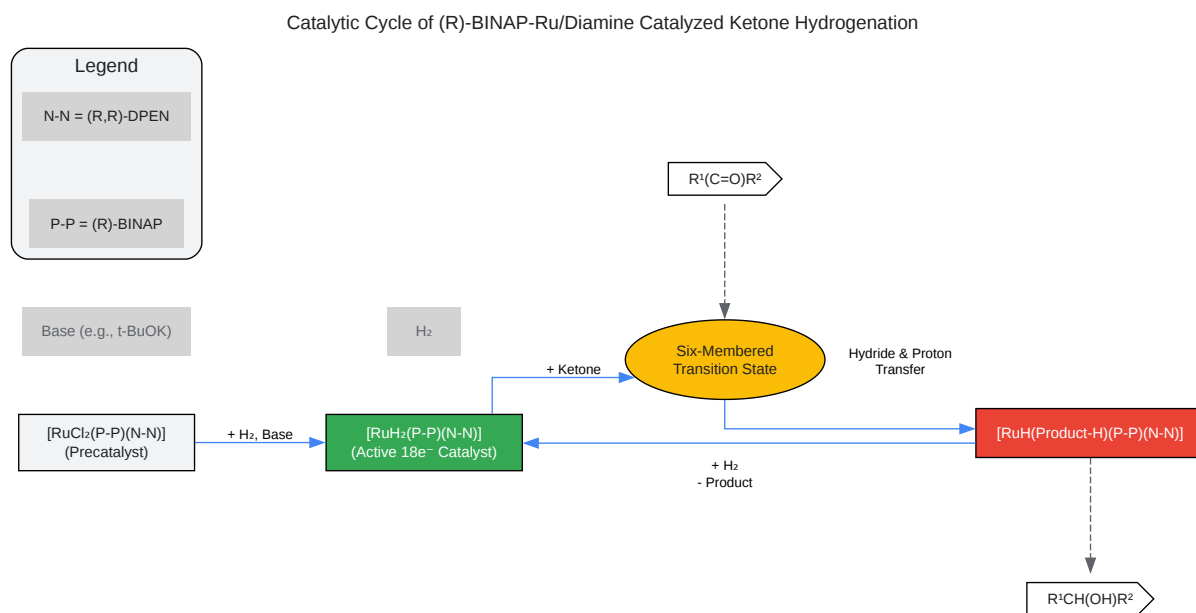 Catalytic Cycle of (R)-BINAP-Ru/Diamine Catalyzed Ketone Hydrogenation
Legend
N-N = (R,R)-DPEN
P-P = (R)-BINAP
R¹(C=O)R²
Base (e.g., t-BuOK)
H₂
Six-Membered
Transition State
Hydride & Proton
Transfer
+ Ketone
[RuCl₂(P-P)(N-N)]
(Precatalyst)
+ H₂, Base
[RuH₂(P-P)(N-N)]
(Active 18e⁻ Catalyst)
[RuH(Product-H)(P-P)(N-N)]
+ H₂
- Product
R¹CH(OH)R²